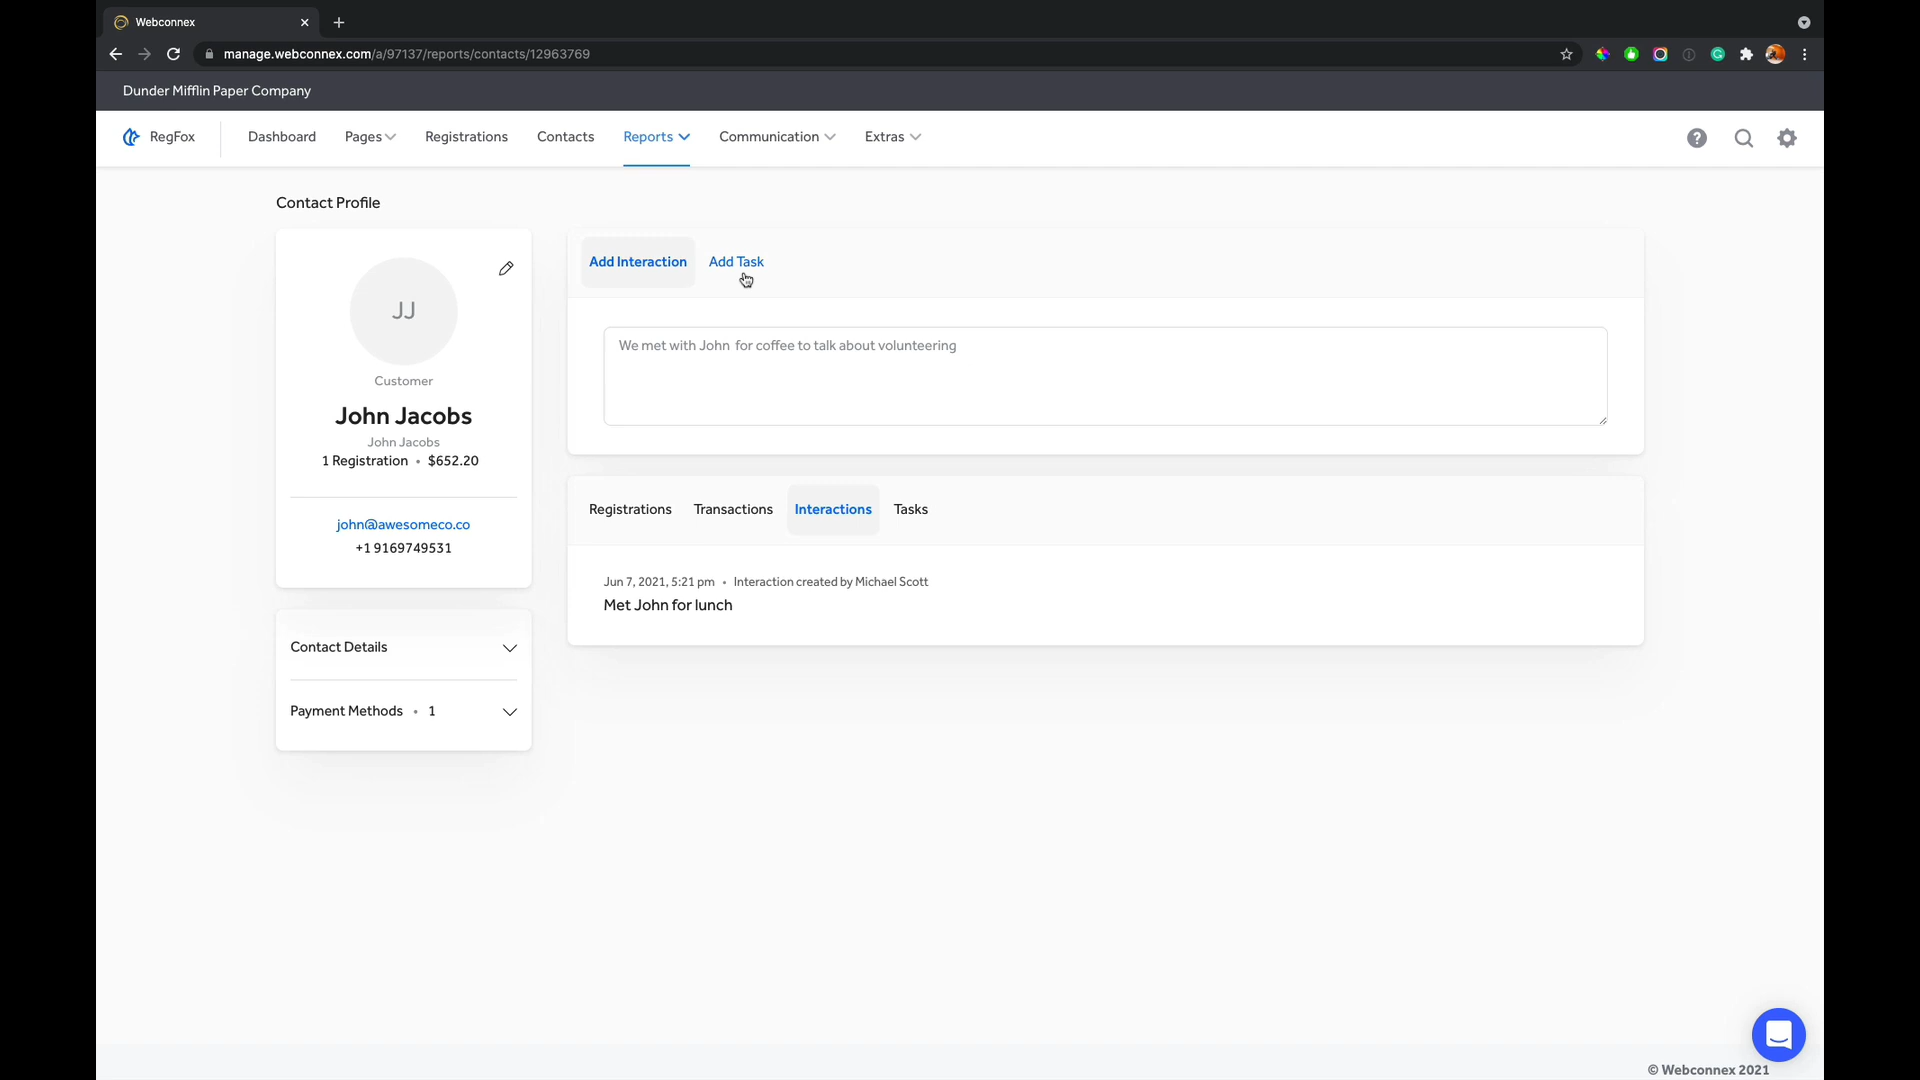 Webconnex
manage.webconnex.com/a/97137/reports/contacts/12963769
Dunder Mifflin Paper Company
RegFox
Dashboard
Pages
Registrations
Contacts
Reports
Communication
Extras
Contact Profile
JJ
Customer
John Jacobs
John Jacobs
1 Registration • $652.20
john@awesomeco.co
+1 9169749531
Contact Details
Payment Methods • 1
Add Interaction
Add Task
We met with John for coffee to talk about volunteering
Registrations
Transactions
Interactions
Tasks
Jun 7, 2021, 5:21 pm • Interaction created by Michael Scott
Met John for lunch
© Webconnex 2021